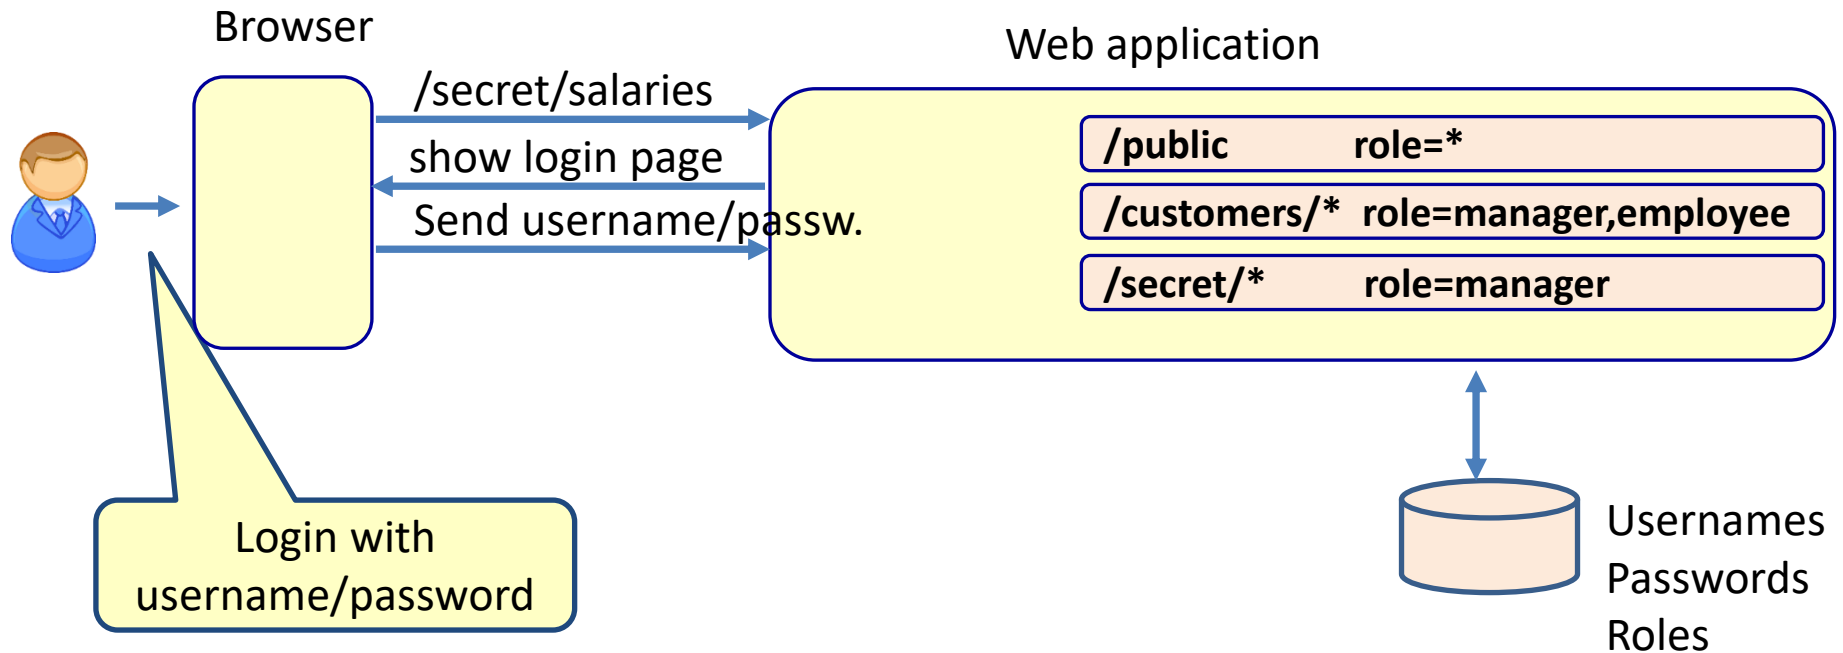 Browser
Web application
/secret/salaries
show login page
Send username/passw.
/public role=*
/customers/* role=manager,employee
/secret/* role=manager
Login with
username/password
Usernames
Passwords
Roles